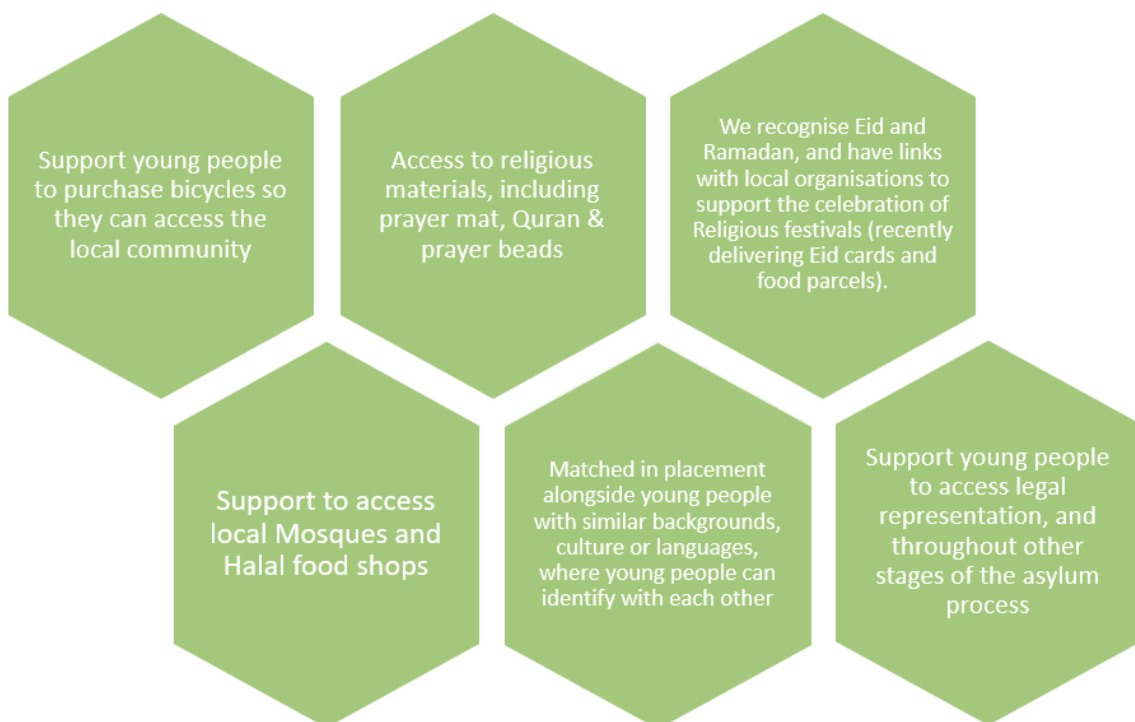 Support young people
to purchase bicycles so
they can access the
local community
Access to religious
materials, including
prayer mat, Quran &
prayer beads
We recognise Eid and
Ramadan, and have links
with local organisations to
support the celebration of
Religious festivals (recently
delivering Eid cards and
food parcels).
Support to access
local Mosques and
Halal food shops
Matched in placement
alongside young people
with similar backgrounds,
culture or languages,
where young people can
identify with each other
Support young people
to access legal
representation, and
throughout other
stages of the asylum
process